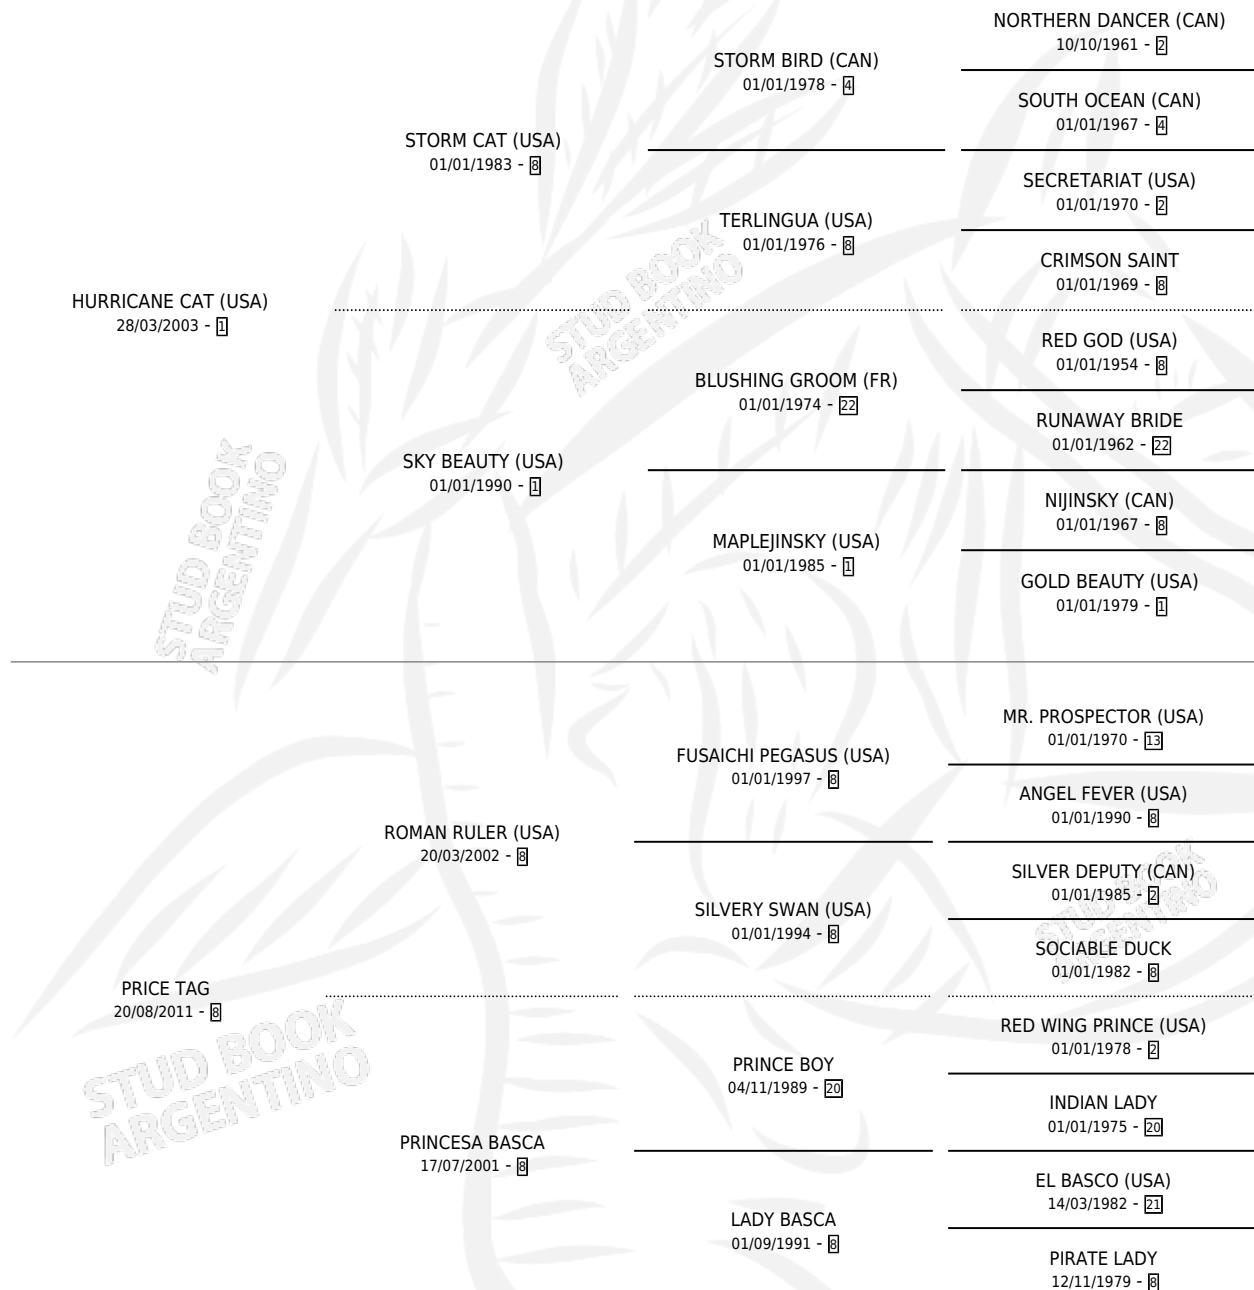 NORTHERN DANCER (CAN)
10/10/1961 - 2
STORM BIRD (CAN)
01/01/1978 - 4
SOUTH OCEAN (CAN)
01/01/1967 - 4
STORM CAT (USA)
01/01/1983 - 8
SECRETARIAT (USA)
01/01/1970 - 2
TERLINGUA (USA)
01/01/1976 - 8
CRIMSON SAINT
01/01/1969 - 8
HURRICANE CAT (USA)
28/03/2003 - 1
STUD BOOK
ARGENTINO
RED GOD (USA)
01/01/1954 - 8
BLUSHING GROOM (FR)
01/01/1974 - 22
RUNAWAY BRIDE
01/01/1962 - 22
SKY BEAUTY (USA)
01/01/1990 - 1
NIJINSKY (CAN)
01/01/1967 - 8
MAPLEJINSKY (USA)
01/01/1985 - 1
GOLD BEAUTY (USA)
01/01/1979 - 1
STUD BOOK
ARGENTINO
MR. PROSPECTOR (USA)
01/01/1970 - 13
FUSAICHI PEGASUS (USA)
01/01/1997 - 8
ANGEL FEVER (USA)
01/01/1990 - 8
ROMAN RULER (USA)
20/03/2002 - 8
SILVER DEPUTY (CAN)
01/01/1985 - 2
SILVERY SWAN (USA)
01/01/1994 - 8
STUD BOOK
ARGENTINO
SOCIABLE DUCK
01/01/1982 - 8
PRICE TAG
20/08/2011 - 8
STUD BOOK
ARGENTINO
RED WING PRINCE (USA)
01/01/1978 - 2
PRINCE BOY
04/11/1989 - 20
INDIAN LADY
01/01/1975 - 20
PRINCESA BASCA
17/07/2001 - 8
EL BASCO (USA)
14/03/1982 - 21
LADY BASCA
01/09/1991 - 8
PIRATE LADY
12/11/1979 - 8